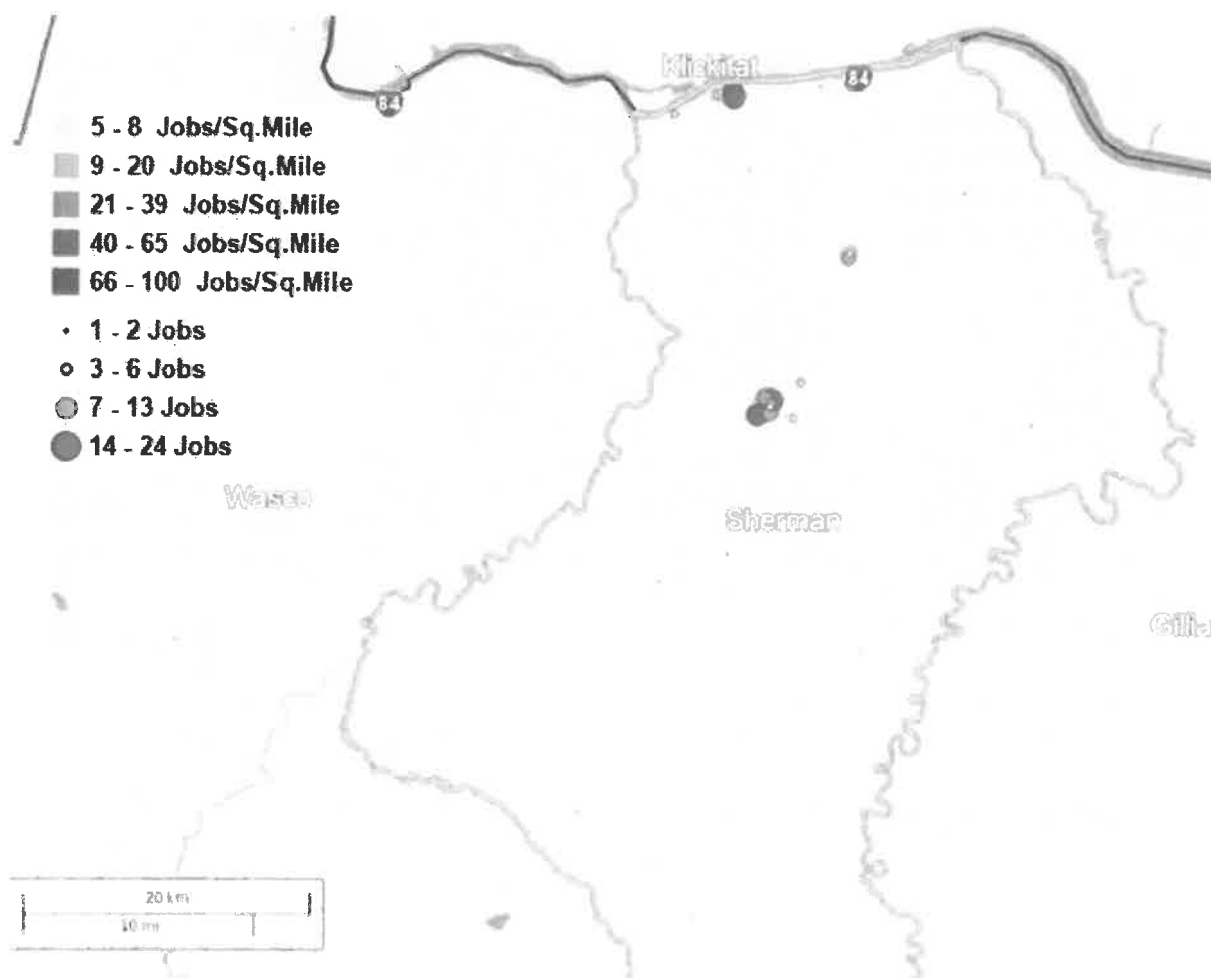 Klickitat
84
84
5 - 8 Jobs/Sq.Mile
9 - 20 Jobs/Sq.Mile
21 - 39 Jobs/Sq.Mile
40 - 65 Jobs/Sq.Mile
66 - 100 Jobs/Sq.Mile
1 - 2 Jobs
3 - 6 Jobs
7 - 13 Jobs
14 - 24 Jobs
Wasco
Sherman
Gillia
20 km
10 mi